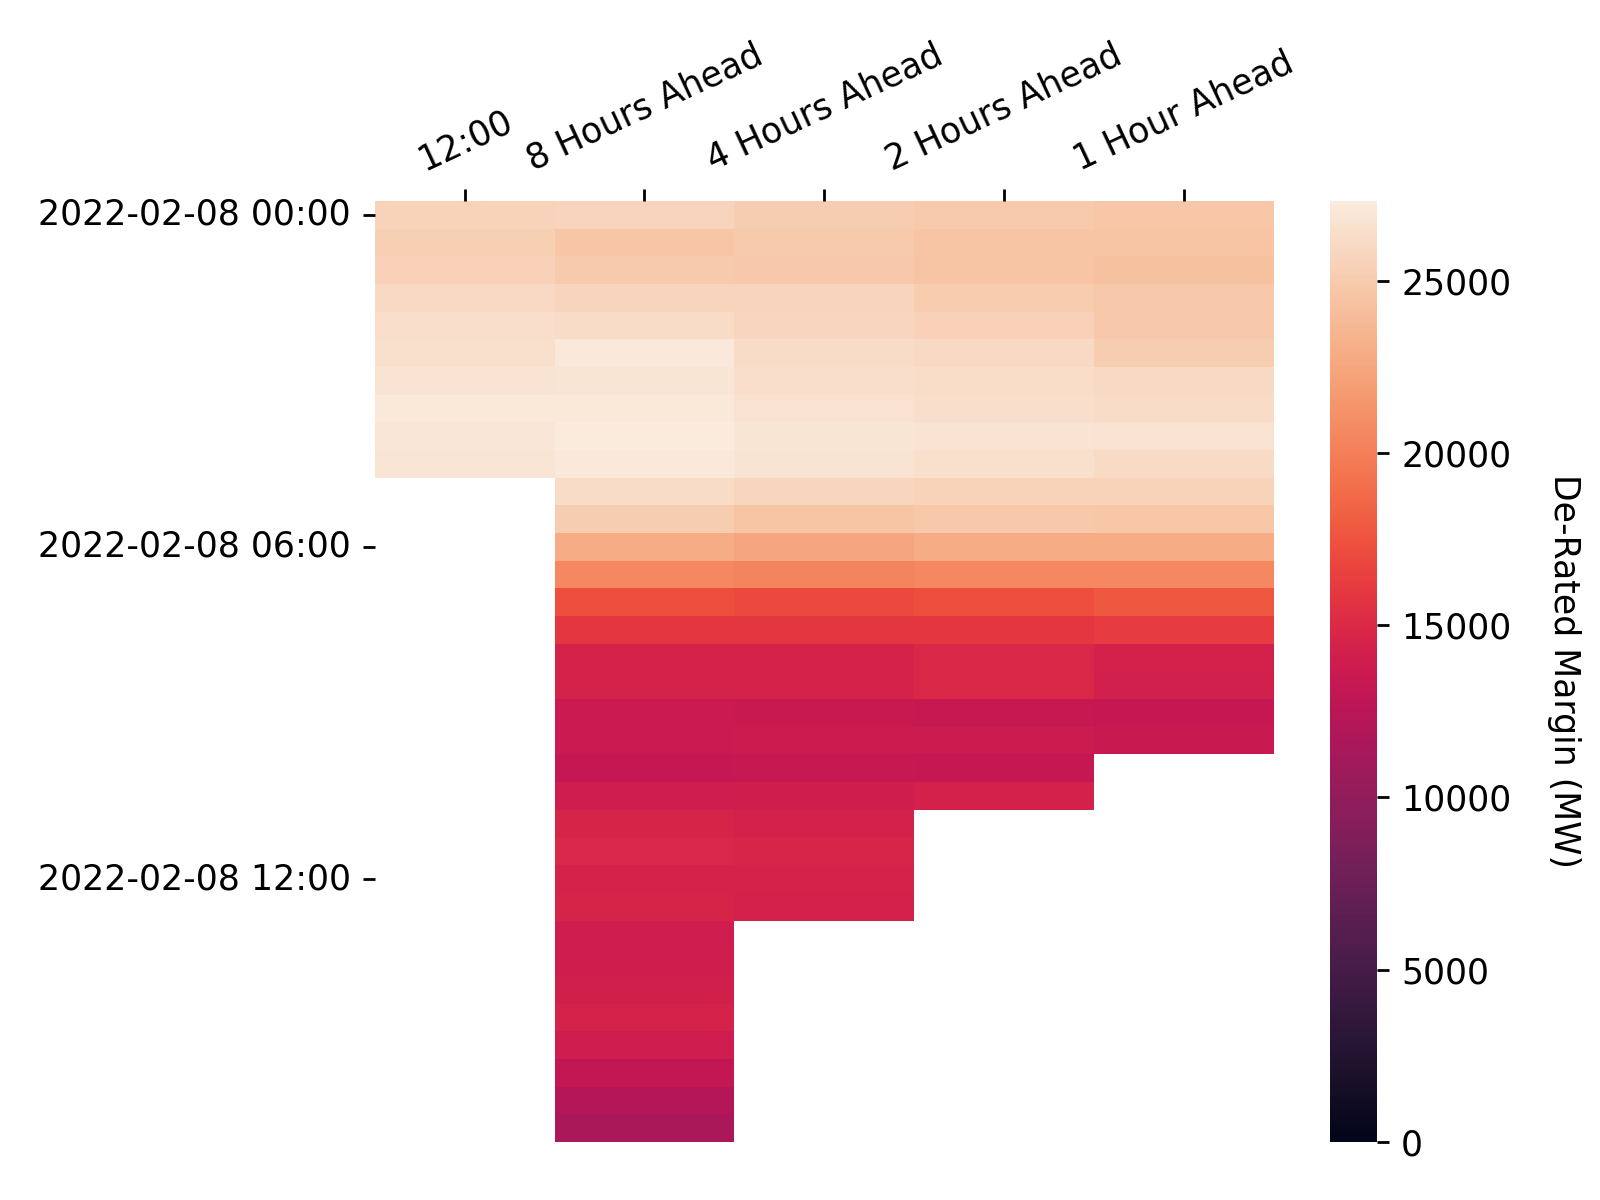 12:00
8 Hours Ahead
4 Hours Ahead
2 Hours Ahead
1 Hour Ahead
2022-02-08 00:00
2022-02-08 06:00
2022-02-08 12:00
25000
20000
15000
10000
5000
0
De-Rated Margin (MW)